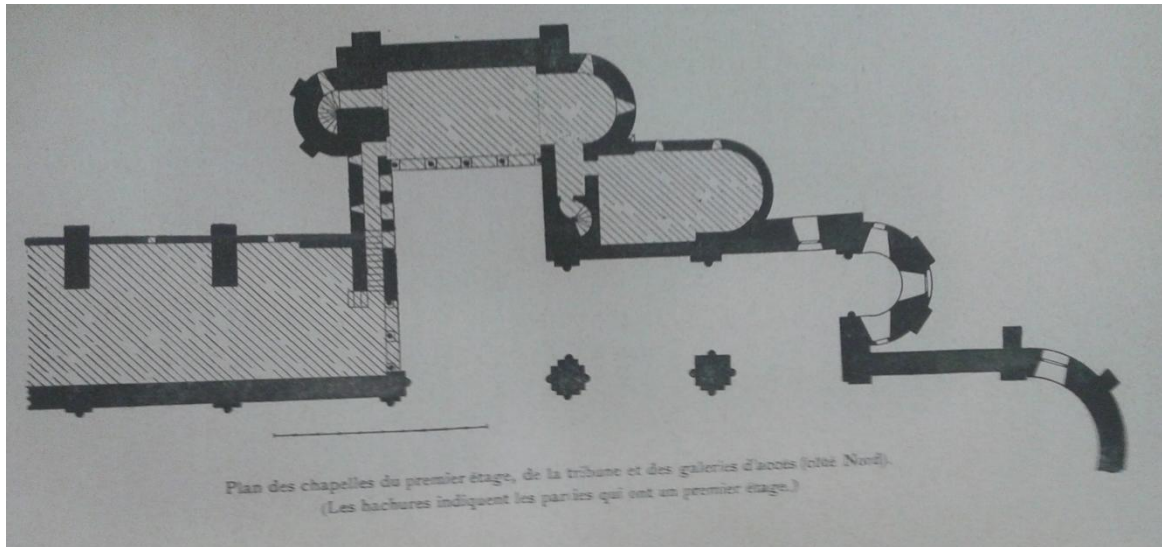 Plan des chapelles du premier étage, de la tribune et des galeries d'accès (côté Nord).
(Les hachures indiquent les parties qui ont un premier étage.)